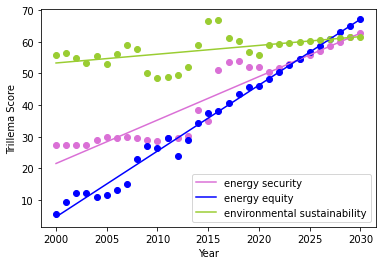 70
60
50
40
30
20
10
Trillema Score
2000
2005
2010
2015
2020
2025
2030
Year
energy security
energy equity
environmental sustainability